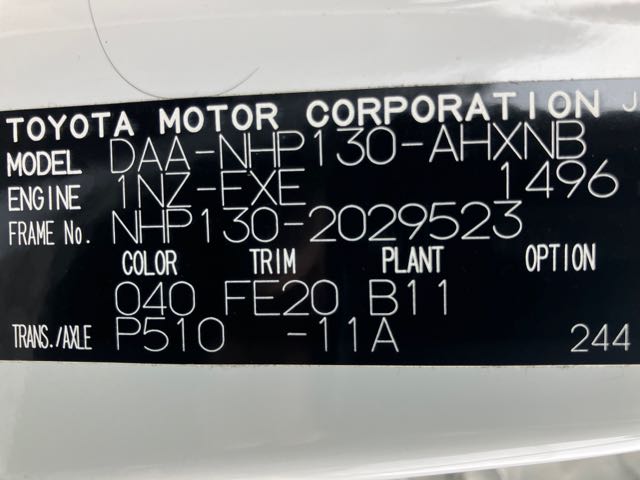 TOYOTA MOTOR CORPORATION J
MODEL DAA-NHP130-AHXNB
ENGINE 1NZ-EXE 1496
FRAME No. NHP130-2029523
COLOR TRIM PLANT OPTION
040 FE20 B11
TRANS./AXLE P510 -11A 244